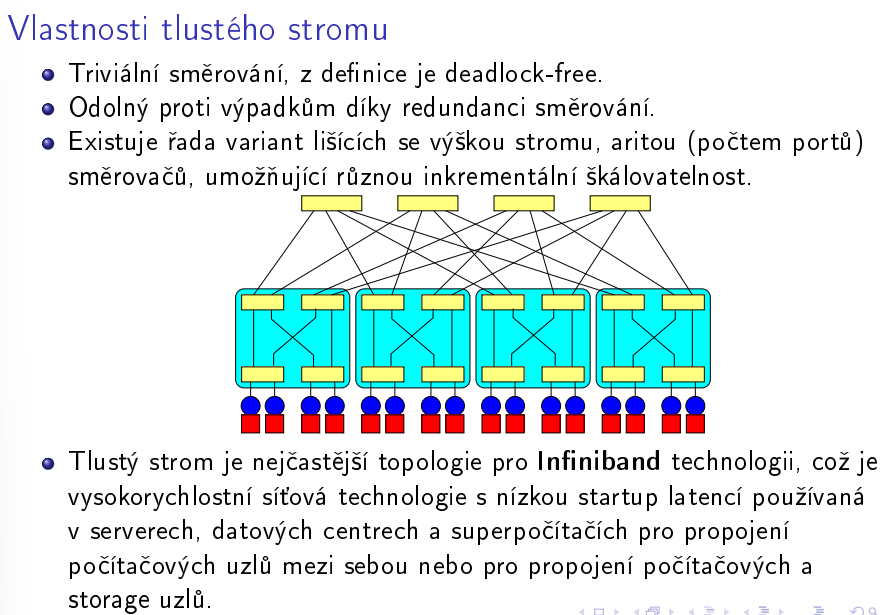 Vlastnosti tlustého stromu
Triviální směrování, z definice je deadlock-free.
Odolný proti výpadkům díky redundanci směrování.
Existuje řada variant lišících se výškou stromu, aritou (počtem portů)
směrovačů, umožňující různou inkrementální škálovatelnost.
Tlustý strom je nejčastější topologie pro Infiniband technologii, což je
vysokorychlostní síťová technologie s nízkou startup latencí používaná
v serverech, datových centrech a superpočítačích pro propojení
počítačových uzlů mezi sebou nebo pro propojení počítačových a
storage uzlů.